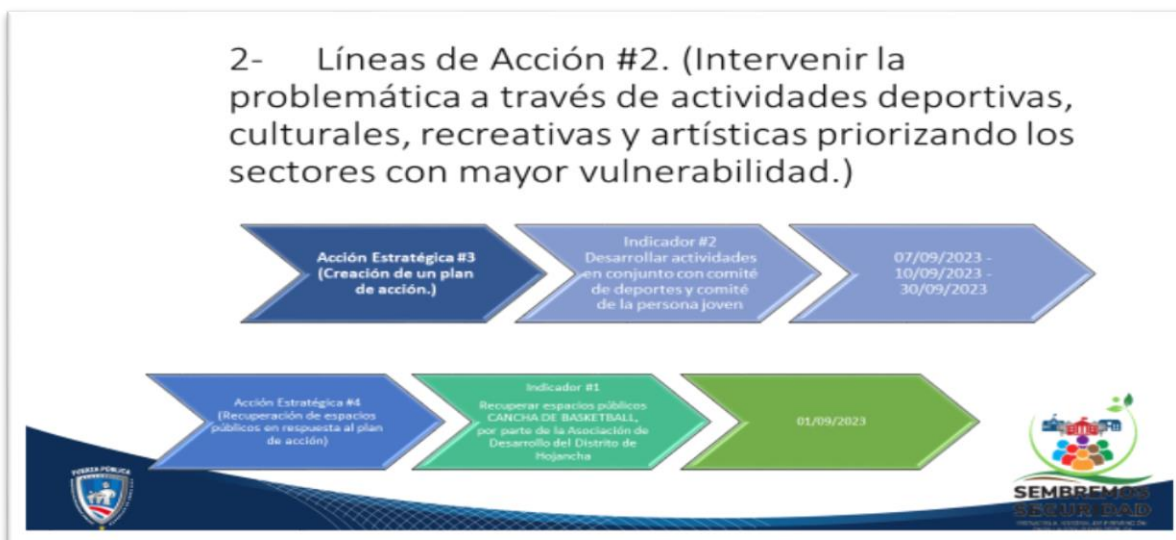 2- Líneas de Acción #2. (Intervenir la
problemática a través de actividades deportivas,
culturales, recreativas y artísticas priorizando los
sectores con mayor vulnerabilidad.)
Acción Estratégica #3
(Creación de un plan
de acción.)
Indicador #2
Desarrollar actividades
en conjunto con comité
de deportes y comité
de la persona joven
07/09/2023 -
10/09/2023 -
30/09/2023
Acción Estratégica #4
(Recuperación de espacios
públicos en respuesta al plan
de acción)
Indicador #1
Recuperar espacios públicos
CANCHA DE BASKETBALL,
por parte de la Asociación de
Desarrollo del Distrito de
Hojancha
01/09/2023
FUERZA PÚBLICA
SEMBREMOS
SEGURIDAD